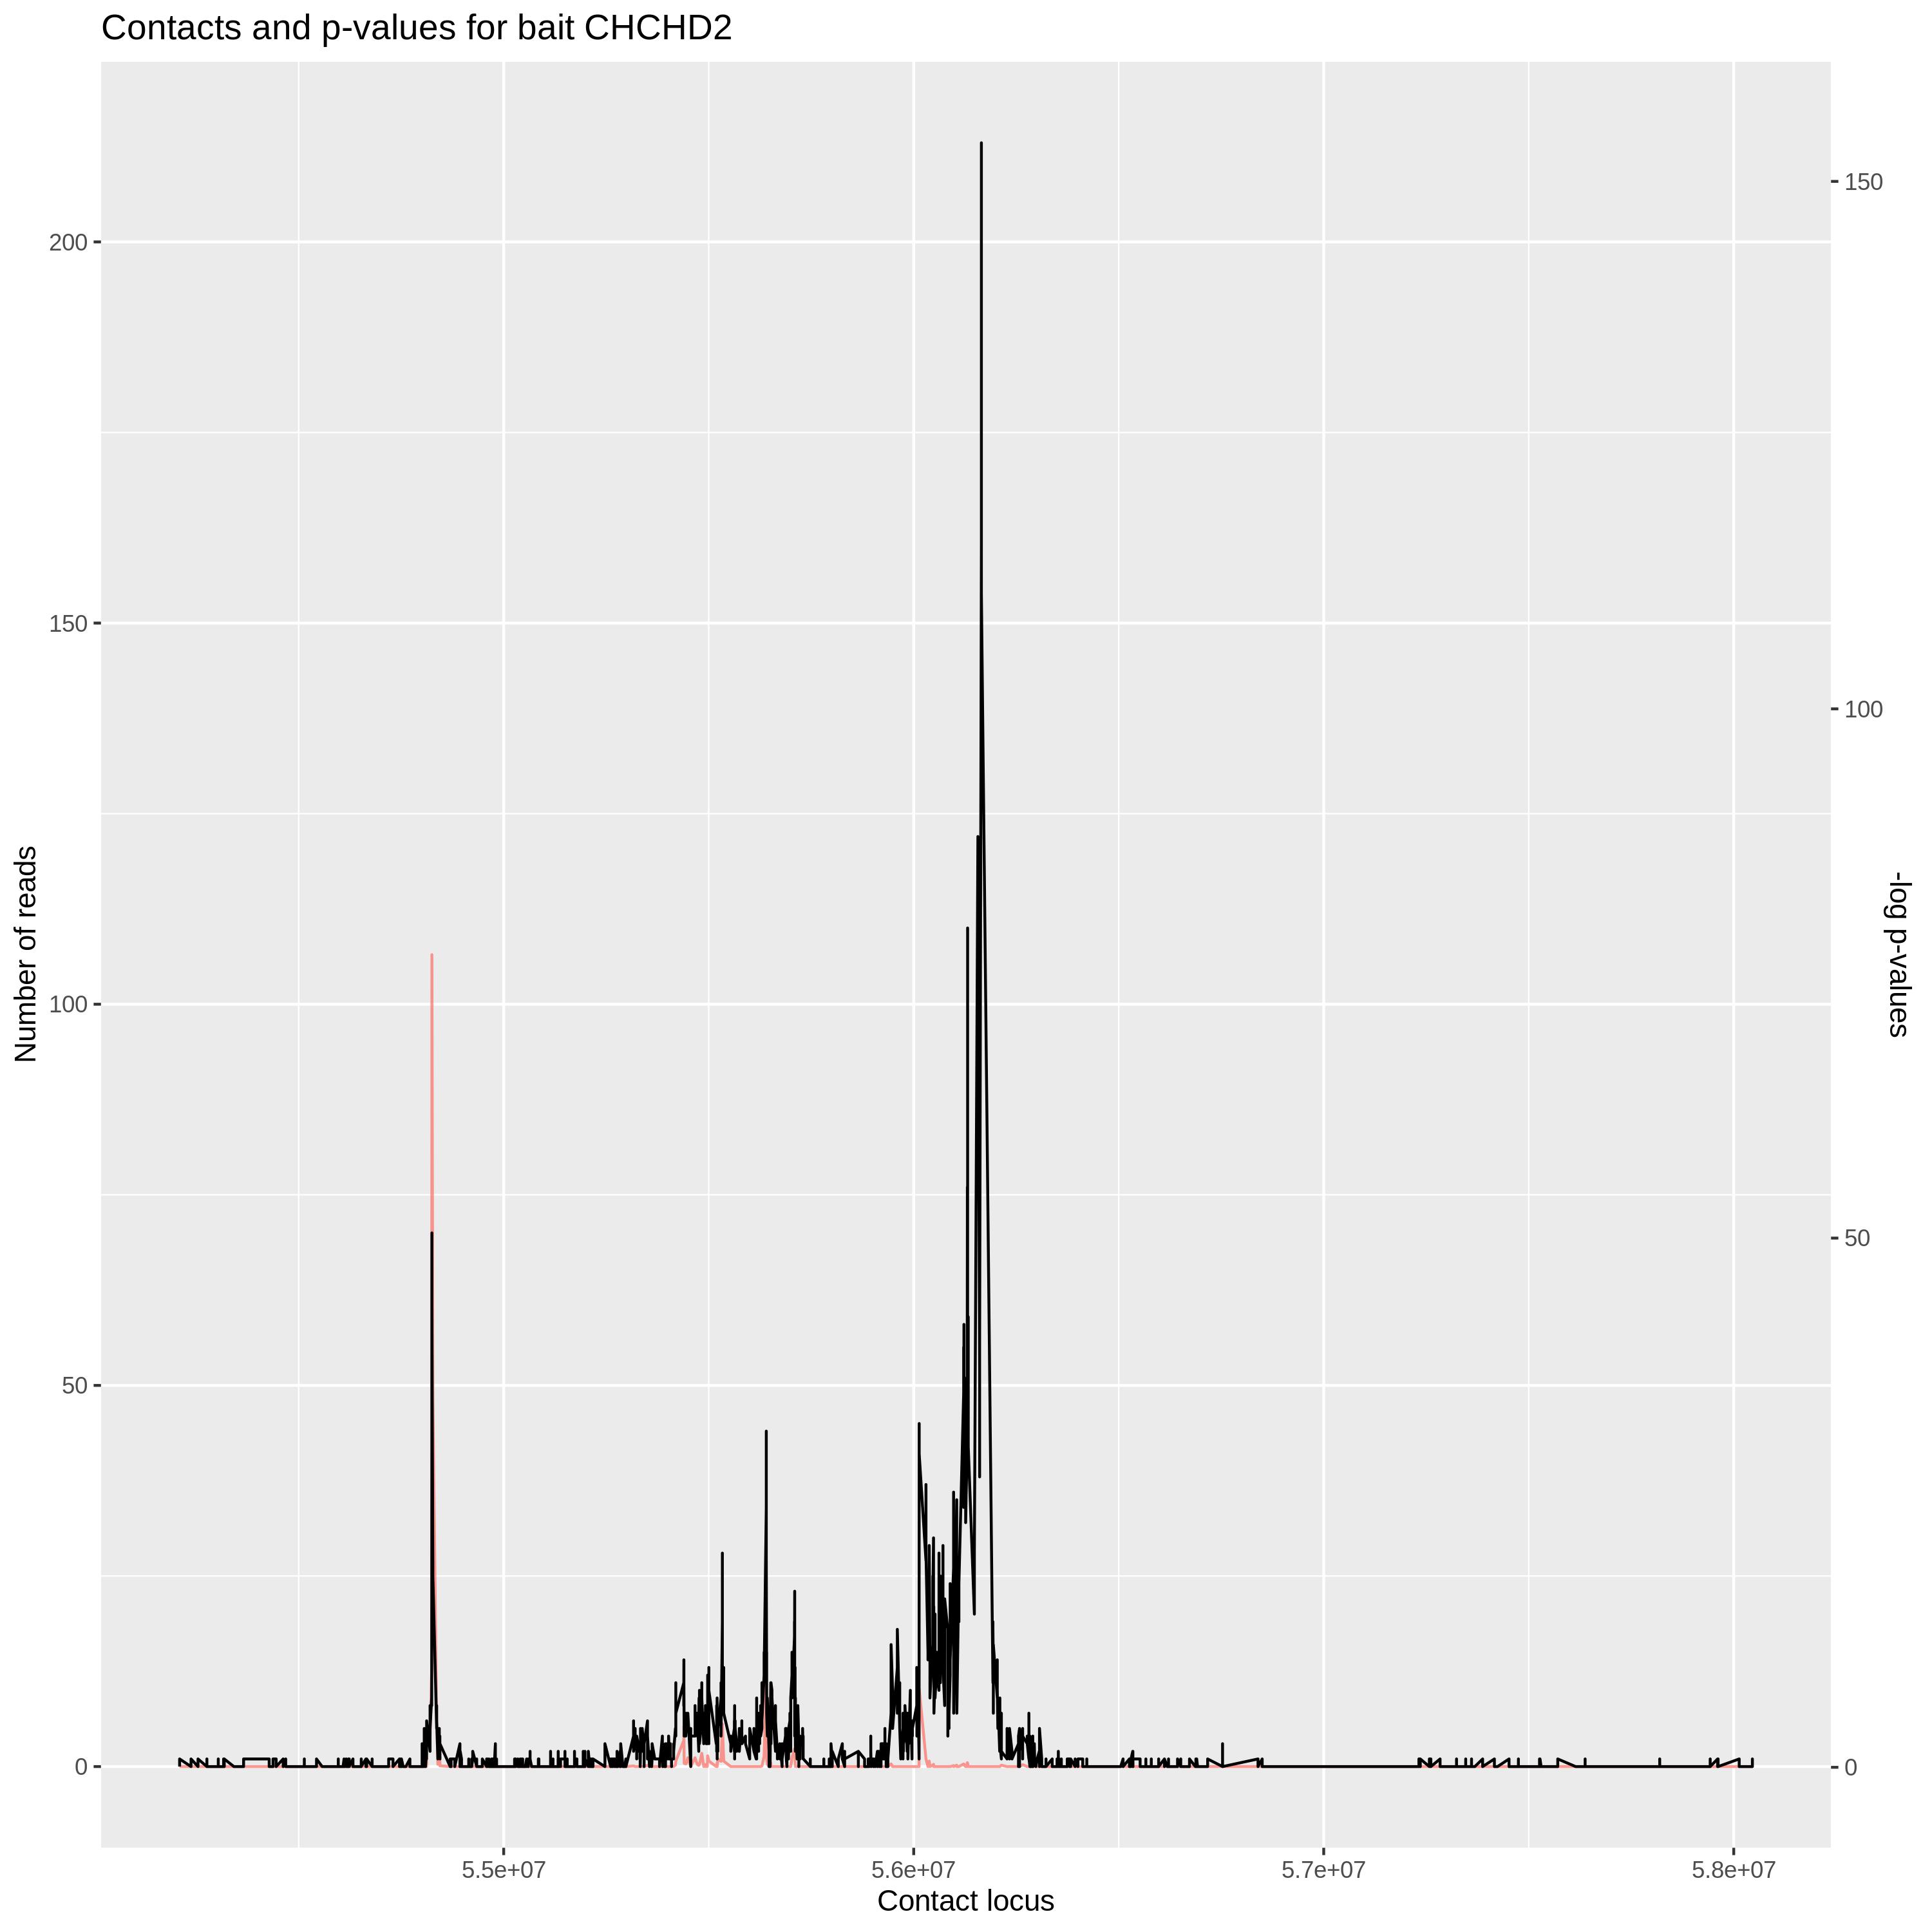 Contacts and p-values for bait CHCHD2
Number of reads
200
150
100
50
0
150
100
50
0
-log p-values
5.5e+07
5.6e+07
5.7e+07
5.8e+07
Contact locus